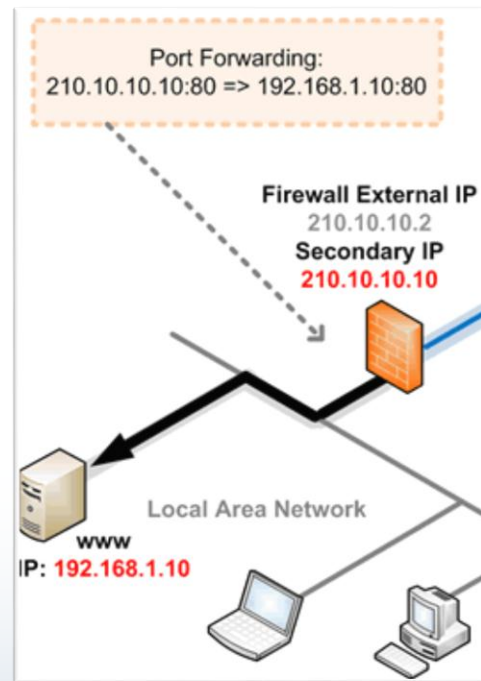 Port Forwarding:
210.10.10.10:80 => 192.168.1.10:80
Firewall External IP
210.10.10.2
Secondary IP
210.10.10.10
Local Area Network
www
IP: 192.168.1.10